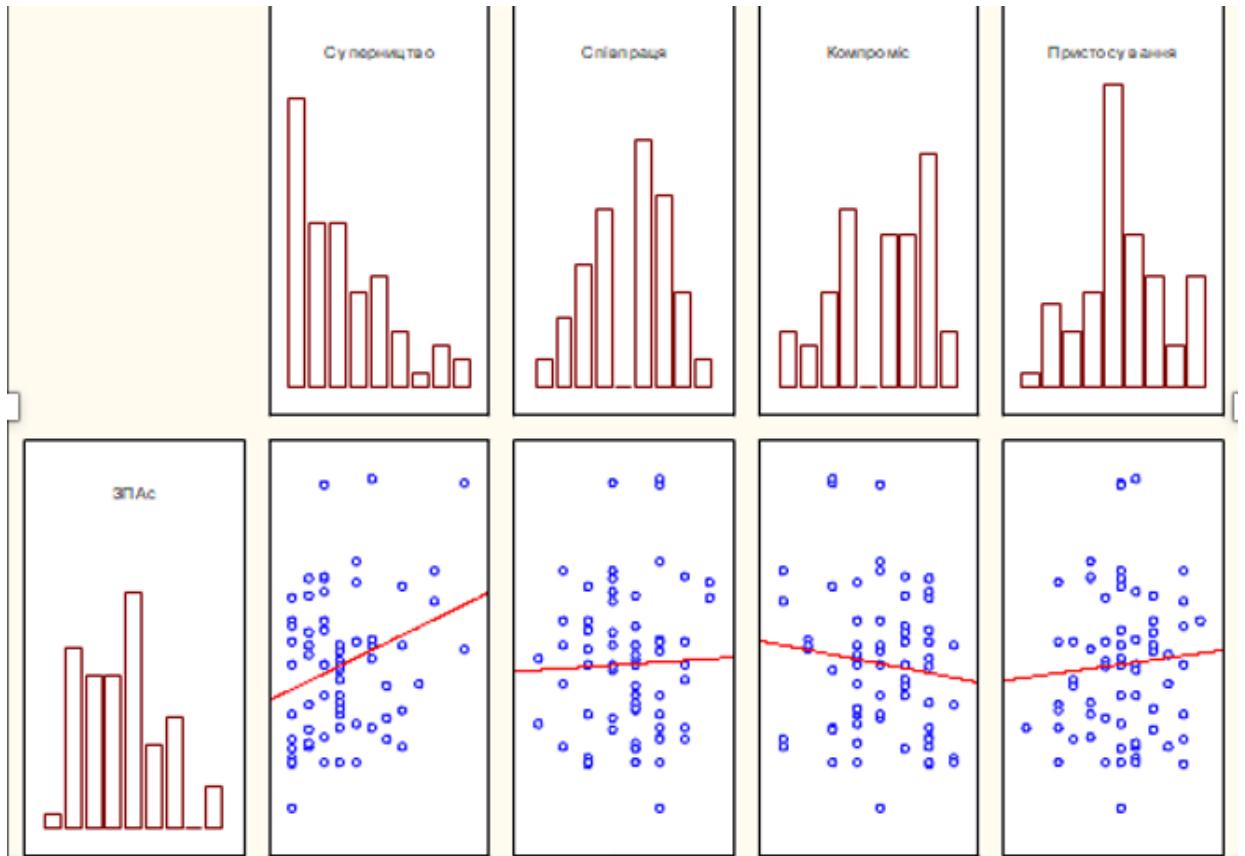 Суперництво
Співпраця
Компроміс
Пристосування
ЗПАс